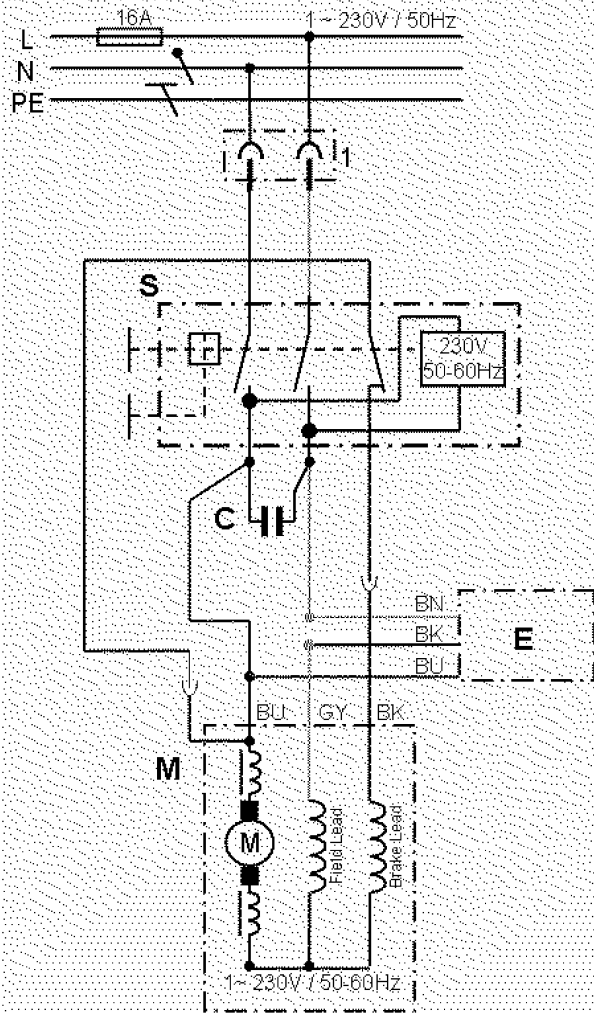 16A
1 ~ 230V / 50Hz
L
N
PE
1
S
230V
50-60Hz
C
BN
BK
E
BU
BU
GY
BK
M
M
Field Lead
Brake Lead
1~ 230V / 50-60Hz